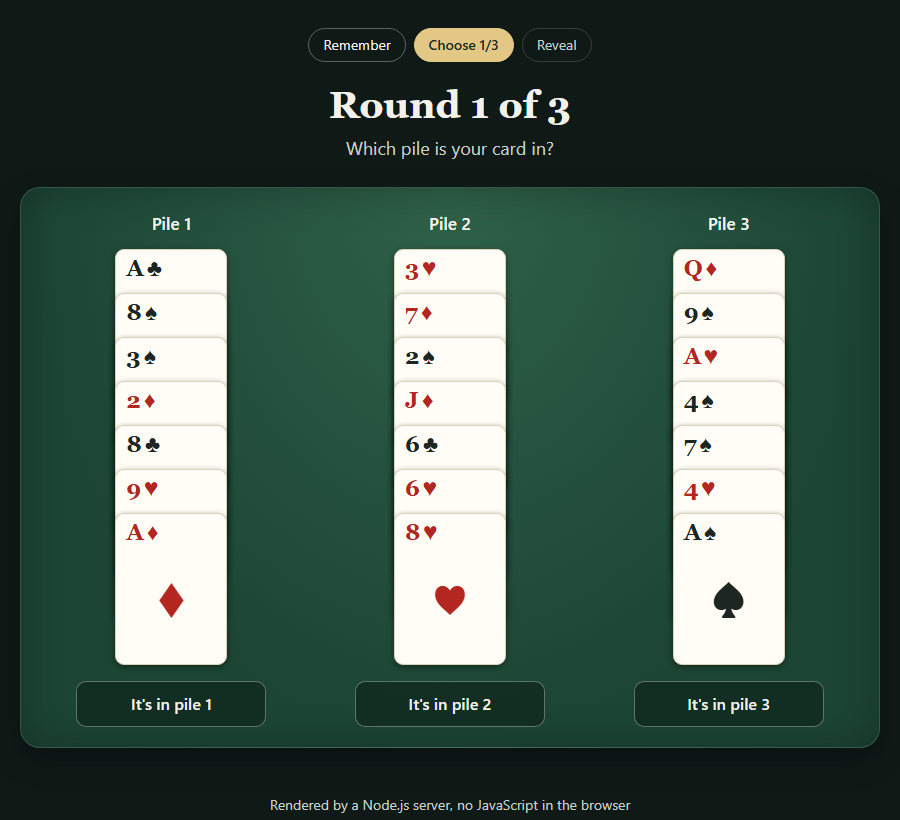 Remember Choose 1/3 Reveal
Round 1 of 3
Which pile is your card in?
Pile 1 Pile 2 Pile 3
A♣ 3♥ Q♦
8♠ 7♦ 9♠
3♠ 2♠ A♥
2♦ J♦ 4♠
8♣ 6♣ 7♠
9♥ 6♥ 4♥
A♦ 8♥ A♠
It's in pile 1 It's in pile 2 It's in pile 3
Rendered by a Node.js server, no JavaScript in the browser